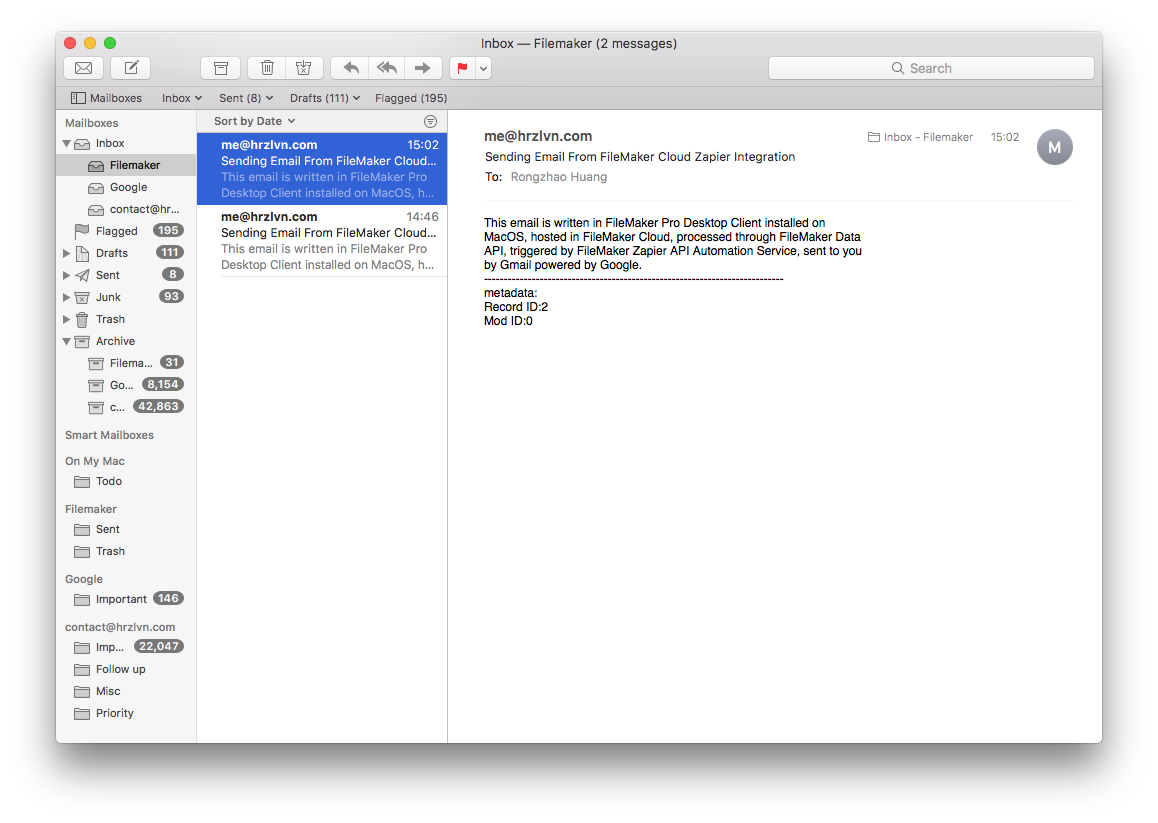 Inbox — Filemaker (2 messages)
Search
Mailboxes Inbox Sent (8) Drafts (111) Flagged (195)
Mailboxes
Inbox
Filemaker
Google
contact@hr...
Flagged 195
Drafts 111
Sent 8
Junk 93
Trash
Archive
Filema... 31
Go... 8,154
c... 42,863
Smart Mailboxes
On My Mac
Todo
Filemaker
Sent
Trash
Google
Important 146
contact@hrzlvn.com
Imp... 22,047
Follow up
Misc
Priority
Sort by Date
me@hrzlvn.com 15:02
Sending Email From FileMaker Cloud...
This email is written in FileMaker Pro
Desktop Client installed on MacOS, h...
me@hrzlvn.com 14:46
Sending Email From FileMaker Cloud...
This email is written in FileMaker Pro
Desktop Client installed on MacOS, h...
me@hrzlvn.com Inbox - Filemaker 15:02
M
Sending Email From FileMaker Cloud Zapier Integration
To: Rongzhao Huang
This email is written in FileMaker Pro Desktop Client installed on
MacOS, hosted in FileMaker Cloud, processed through FileMaker Data
API, triggered by FileMaker Zapier API Automation Service, sent to you
by Gmail powered by Google.
---------------------------------------------------------------------------
metadata:
Record ID:2
Mod ID:0